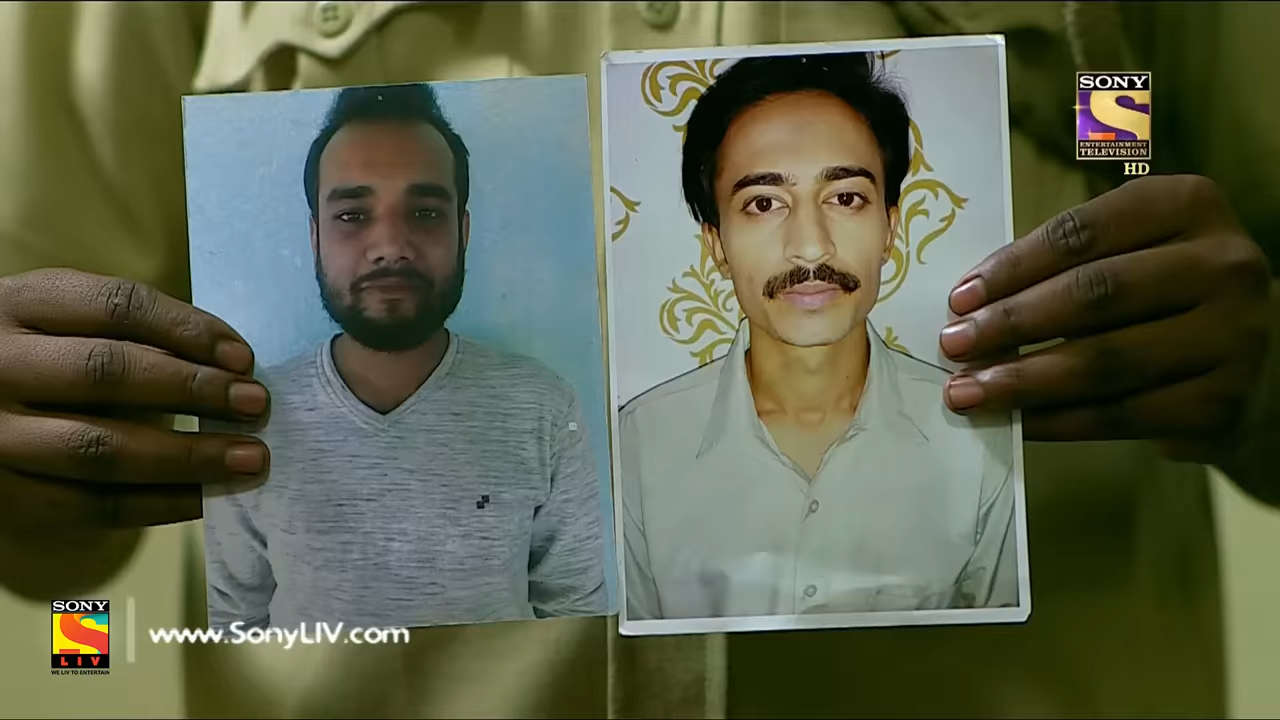 SONY
ENTERTAINMENT
TELEVISION
HD
SONY
LIV
WE LIV TO ENTERTAIN
www.SonyLIV.com